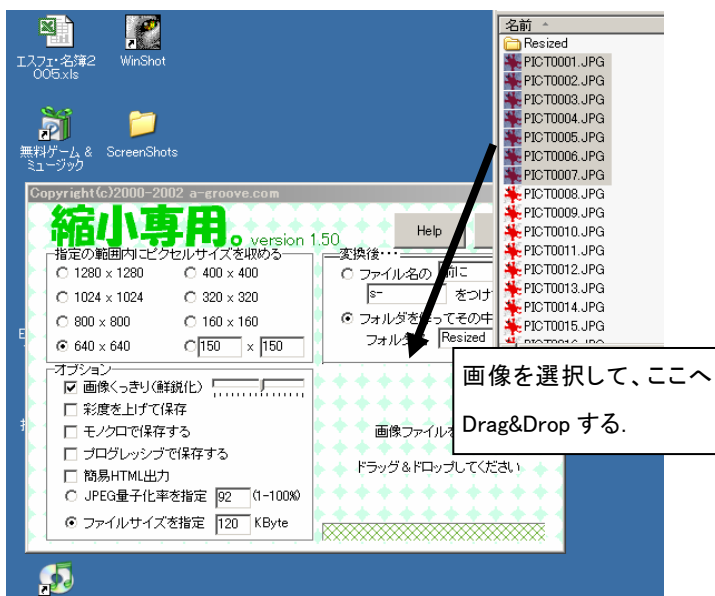 エスフェ・名簿2
005.xls
WinShot
無料ゲーム &
ミュージック
ScreenShots
名前
Resized
PICT0001.JPG
PICT0002.JPG
PICT0003.JPG
PICT0004.JPG
PICT0005.JPG
PICT0006.JPG
PICT0007.JPG
PICT0008.JPG
PICT0009.JPG
PICT0010.JPG
PICT0011.JPG
PICT0012.JPG
PICT0013.JPG
PICT0014.JPG
PICT0015.JPG
Copyright(c)2000-2002 a-groove.com
縮小専用。version 1.50
Help
指定の範囲内にピクセルサイズを収める
1280 x 1280
400 x 400
1024 x 1024
320 x 320
800 x 800
160 x 160
640 x 640
150 x 150
変換後・・・
ファイル名の 前に
s- をつけ
フォルダを ってその中
フォルダ Resized
オプション
画像くっきり(鮮鋭化)
彩度を上げて保存
モノクロで保存する
プログレッシブで保存する
簡易HTML出力
JPEG量子化率を指定 92 (1-100%)
ファイルサイズを指定 120 KByte
画像ファイルを
ドラッグ&ドロップしてください
画像を選択して、ここへ
Drag&Drop する.